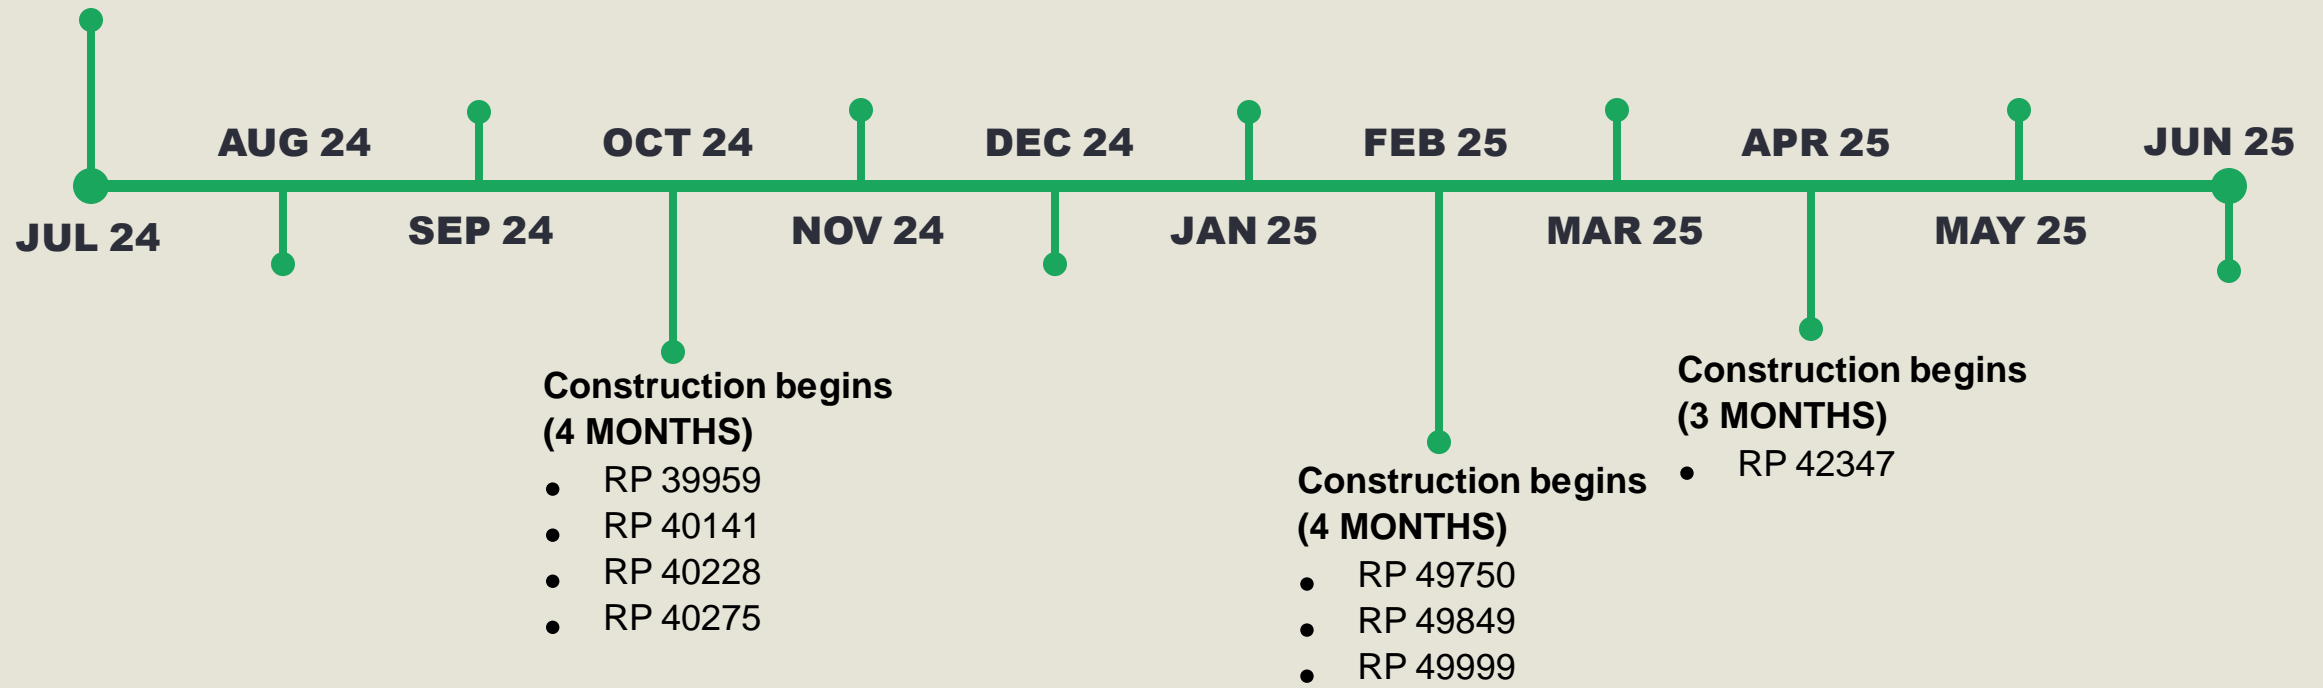 AUG 24
OCT 24
DEC 24
FEB 25
APR 25
JUN 25
JUL 24
SEP 24
NOV 24
JAN 25
MAR 25
MAY 25
Construction begins
(4 MONTHS)
• RP 39959
• RP 40141
• RP 40228
• RP 40275
Construction begins
(4 MONTHS)
• RP 49750
• RP 49849
• RP 49999
Construction begins
(3 MONTHS)
• RP 42347